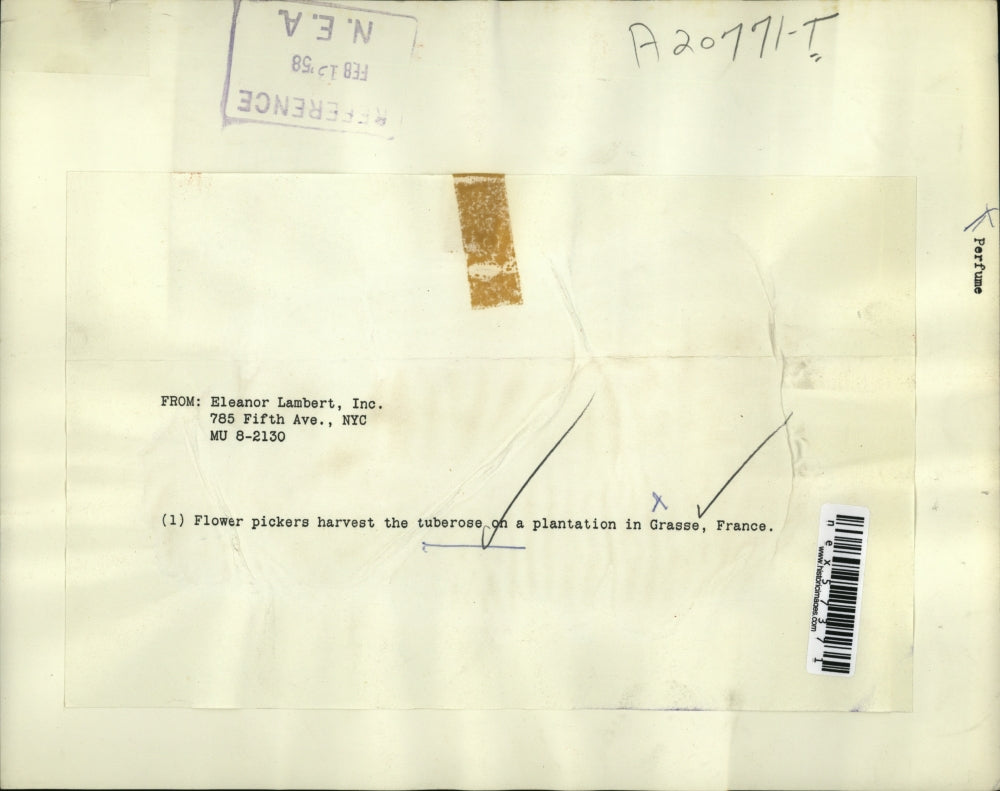 A20771-T
N.E.A.
FEB 12 '58
REFERENCE
Perfume
FROM: Eleanor Lambert, Inc.
785 Fifth Ave., NYC
MU 8-2130
(1) Flower pickers harvest the tuberose on a plantation in Grasse, France.
www.historicimages.com
nex57371